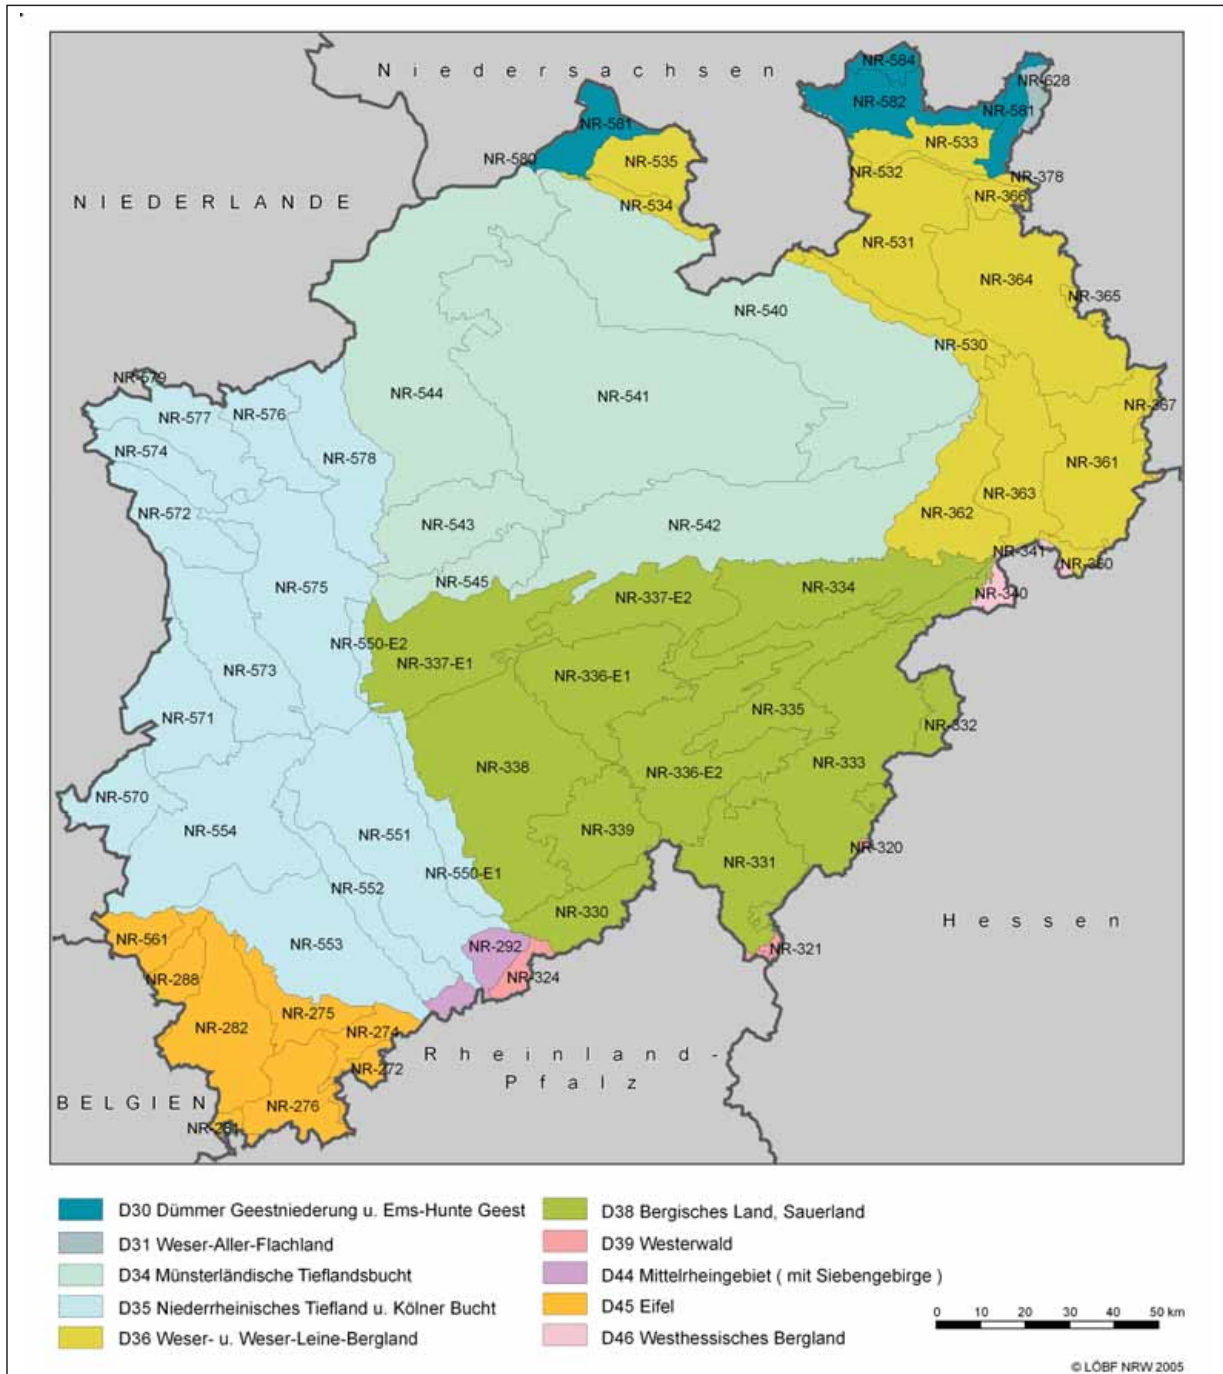 Niedersachsen
NR-584
NR-628
NR-582
NR-581
NR-581
NR-533
NR-580
NR-535
NR-532
NR-378
NIEDERLANDE
NR-366
NR-534
NR-531
NR-364
NR-365
NR-540
NR-530
NR-579
NR-544
NR-541
NR-367
NR-577
NR-576
NR-574
NR-578
NR-361
NR-363
NR-572
NR-362
NR-543
NR-542
NR-341
NR-360
NR-545
NR-575
NR-334
NR-340
NR-337-E2
NR-550-E2
NR-337-E1
NR-573
NR-336-E1
NR-571
NR-335
NR-332
NR-338
NR-336-E2
NR-333
NR-570
NR-554
NR-551
NR-339
NR-320
NR-331
NR-550-E1
NR-552
NR-330
Hessen
NR-561
NR-553
NR-292
NR-321
NR-288
NR-324
NR-275
NR-282
NR-274
Rheinland-
Pfalz
NR-272
BELGIEN
NR-276
NR-281
D30 Dümmer Geestniederung u. Ems-Hunte Geest
D31 Weser-Aller-Flachland
D34 Münsterländische Tieflandsbucht
D35 Niederrheinisches Tiefland u. Kölner Bucht
D36 Weser- u. Weser-Leine-Bergland
D38 Bergisches Land, Sauerland
D39 Westerwald
D44 Mittelrheingebiet ( mit Siebengebirge )
D45 Eifel
D46 Westhessisches Bergland
0 10 20 30 40 50 km
© LÖBF NRW 2005